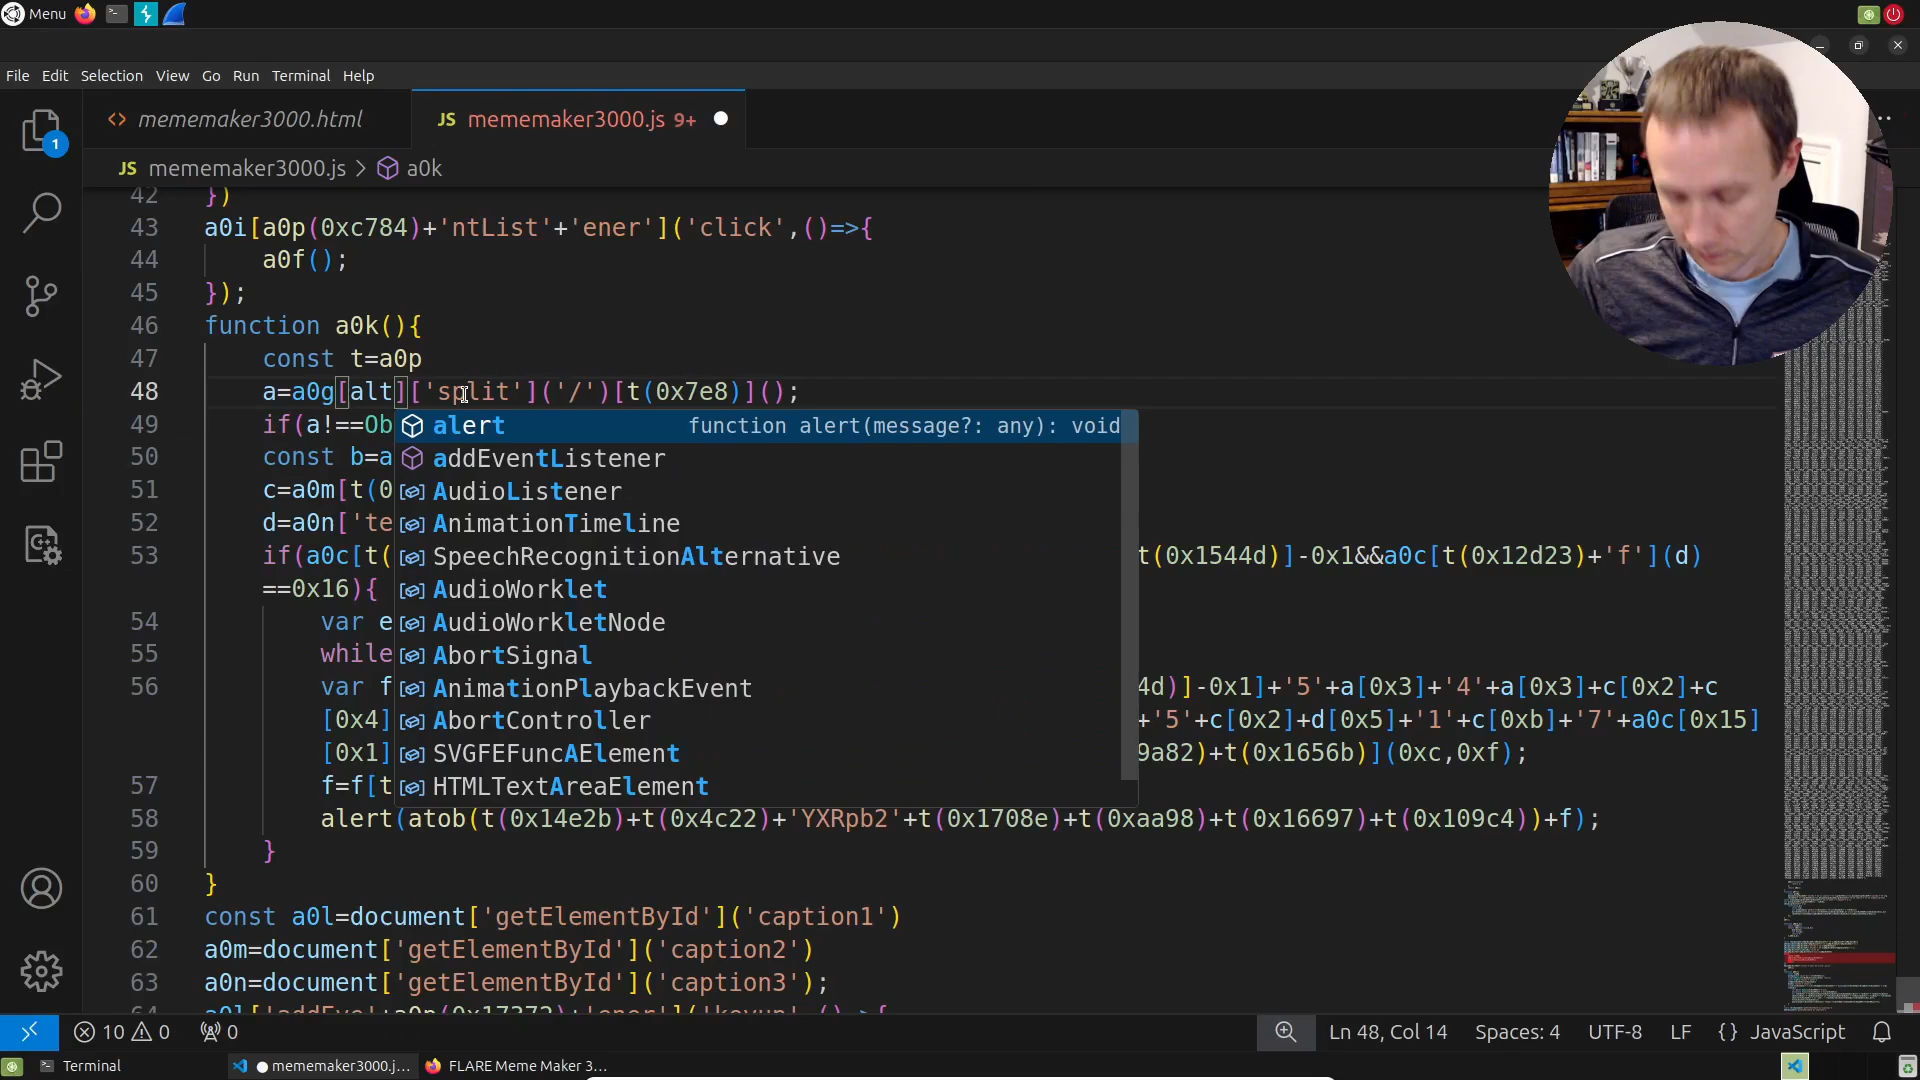 Menu
File Edit Selection View Go Run Terminal Help
<> mememaker3000.html
JS mememaker3000.js 9+
JS mememaker3000.js > a0k
1
42 })
43 a0i[a0p(0xc784)+'ntList'+'ener']('click',()=>{
44 a0f();
45 });
46 function a0k(){
47 const t=a0p
48 a=a0g[alt]['split']('/')[t(0x7e8)]();
49 if(a!==Ob
alert function alert(message?: any): void
50 const b=a
addEventListener
51 c=a0m[t(0
AudioListener
52 d=a0n['te
AnimationTimeline
53 if(a0c[t( t(0x1544d)]-0x1&&a0c[t(0x12d23)+'f'](d)
SpeechRecognitionAlternative
==0x16){
AudioWorklet
54 var e
AudioWorkletNode
55 while
AbortSignal
56 var f 4d)]-0x1]+'5'+a[0x3]+'4'+a[0x3]+c[0x2]+c
AnimationPlaybackEvent
[0x4] +'5'+c[0x2]+d[0x5]+'1'+c[0xb]+'7'+a0c[0x15]
AbortController
[0x1] 9a82)+t(0x1656b)](0xc,0xf);
SVGFEFuncAElement
57 f=f[t
HTMLTextAreaElement
58 alert(atob(t(0x14e2b)+t(0x4c22)+'YXRpb2'+t(0x1708e)+t(0xaa98)+t(0x16697)+t(0x109c4))+f);
59 }
60 }
61 const a0l=document['getElementById']('caption1')
62 a0m=document['getElementById']('caption2')
63 a0n=document['getElementById']('caption3');
64 a0l['addEve'+a0p(0x17372)+'ener']('keyup',()=>{
10 0 0
Ln 48, Col 14 Spaces: 4 UTF-8 LF {} JavaScript
Terminal
mememaker3000.j...
FLARE Meme Maker 3...